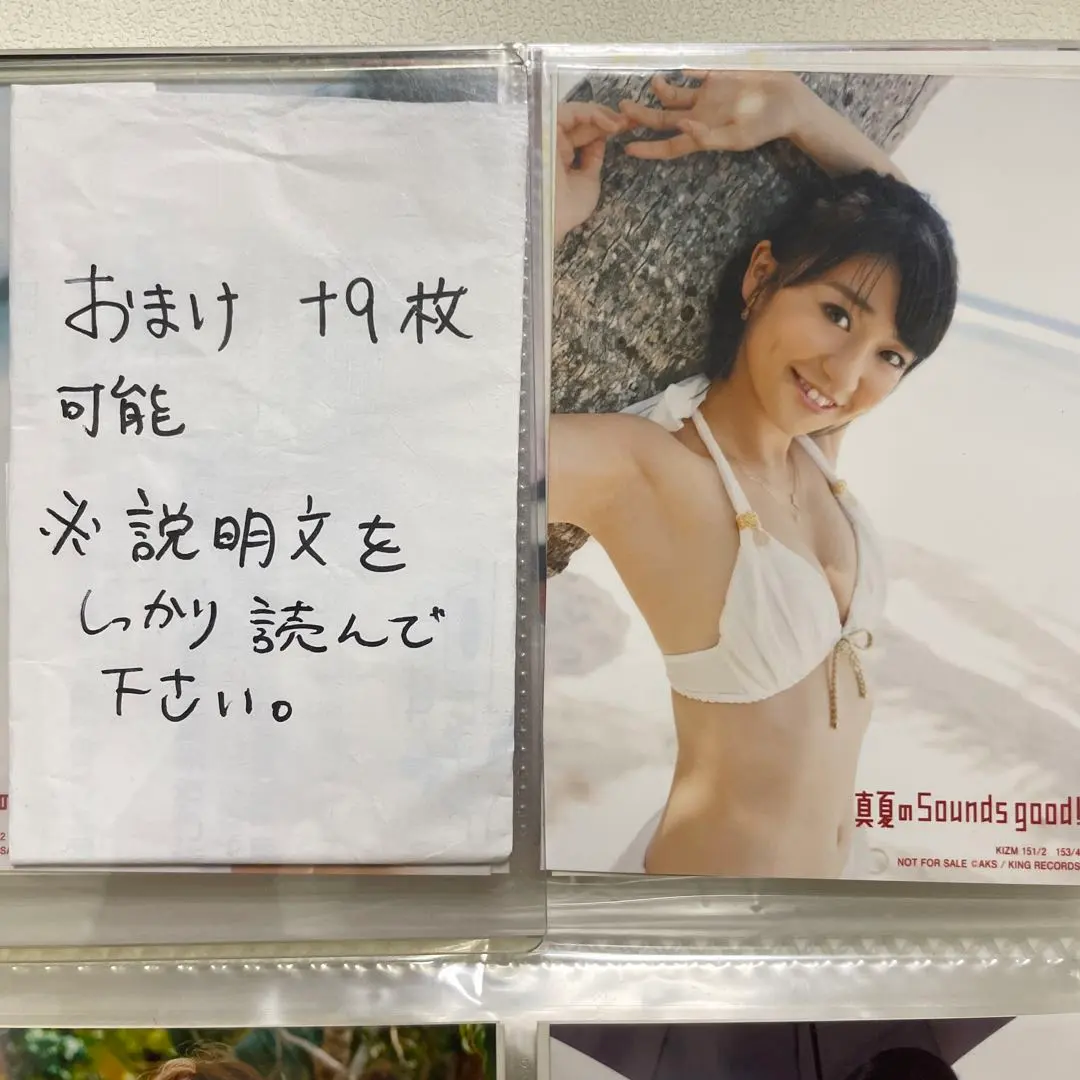 おまけ +9枚
可能
※説明文を
しっかり読んで
下さい。
真夏のSounds good!
KIZM 151/2 153/4
NOT FOR SALE ©AKS / KING RECORDS